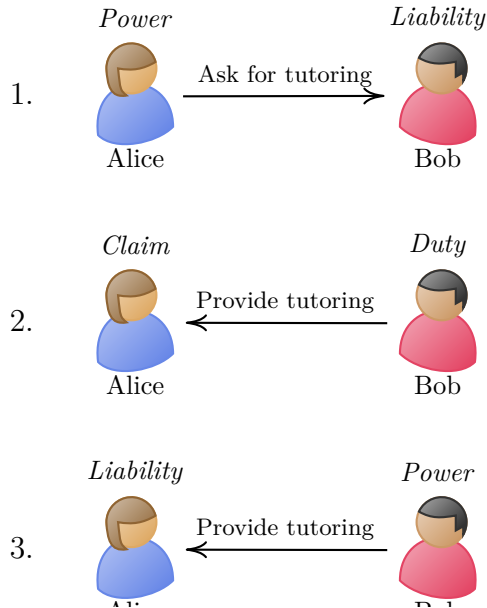 Power Liability
1. Ask for tutoring
Alice Bob
Claim Duty
2. Provide tutoring
Alice Bob
Liability Power
3. Provide tutoring